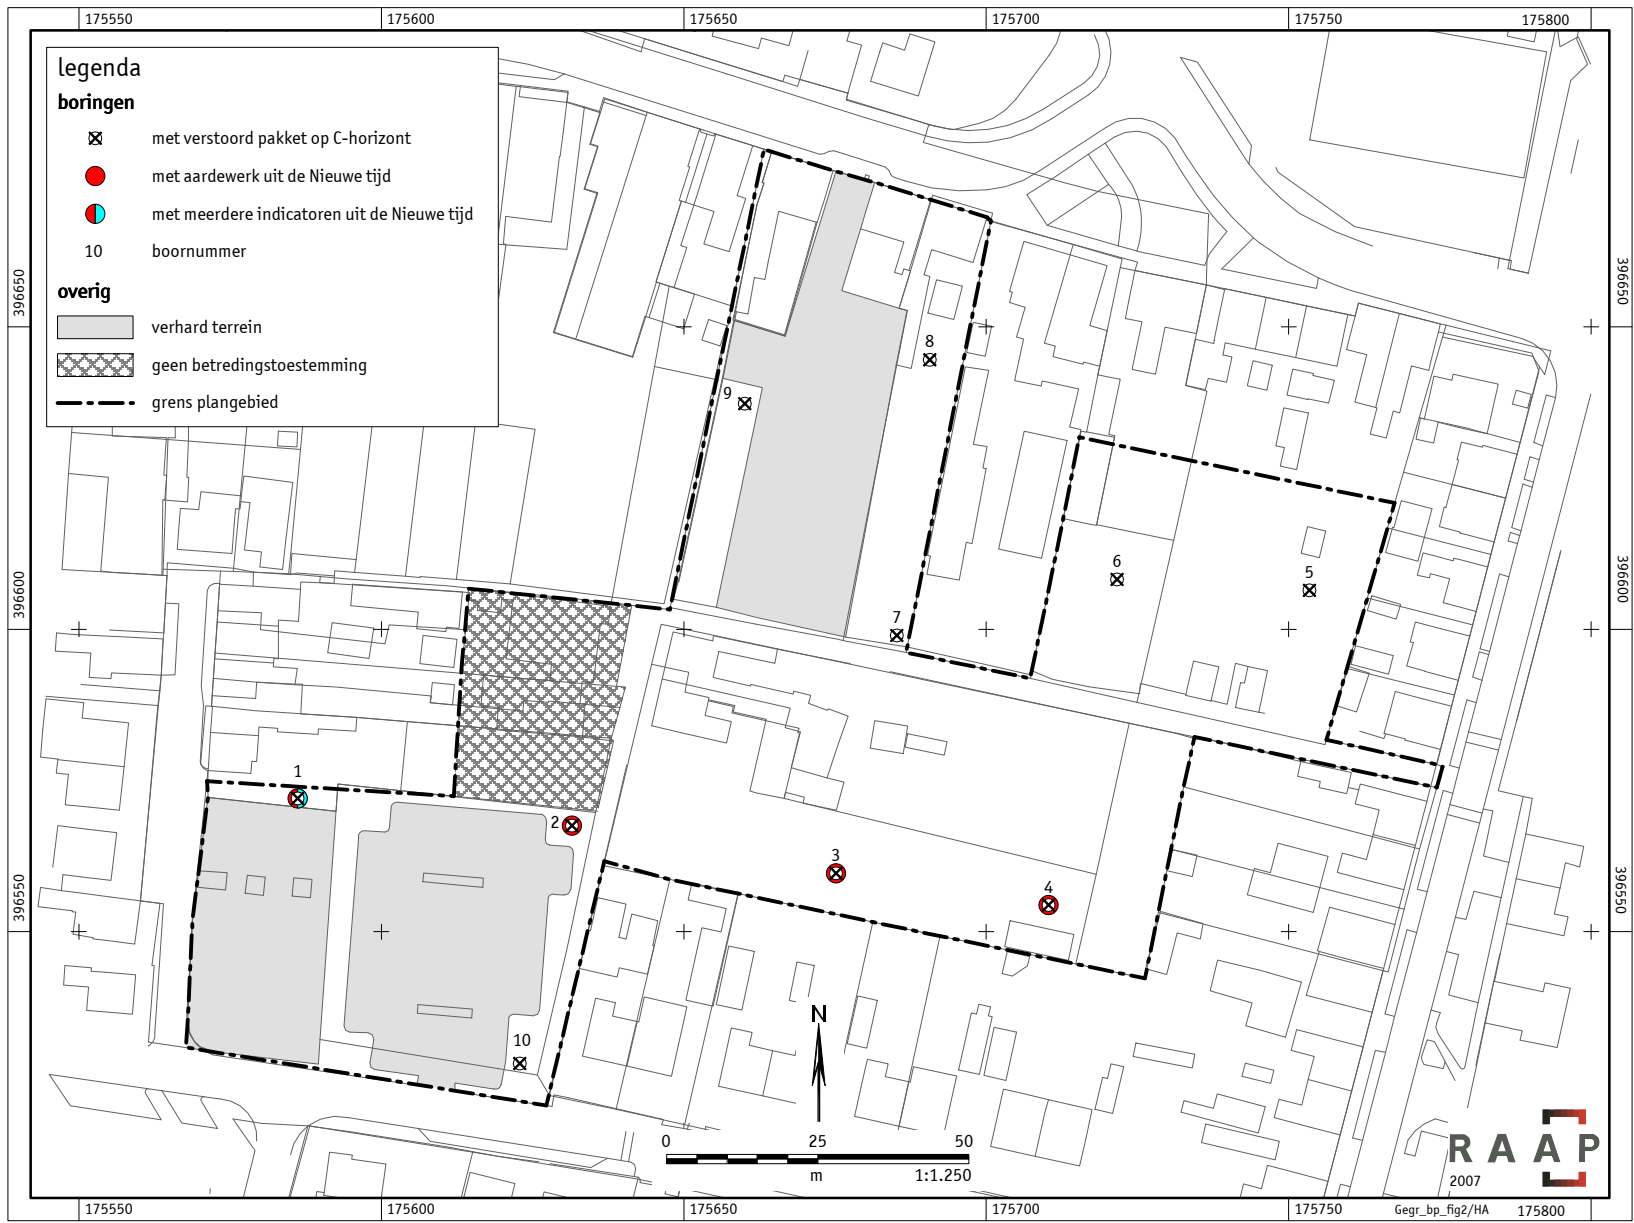 175550 175600 175650 175700 175750 175800
legenda
boringen
met verstoord pakket op C-horizont
met aardewerk uit de Nieuwe tijd
met meerdere indicatoren uit de Nieuwe tijd
10 boornummer
overig
verhard terrein
geen betredingstoestemming
grens plangebied
396650 396650
8
9
6
5
396600 396600
7
1
2
3
4
396550 396550
N
10
0 25 50
m 1:1.250
RAAP
2007
Gegr_bp_fig2/HA
175550 175600 175650 175700 175750 175800